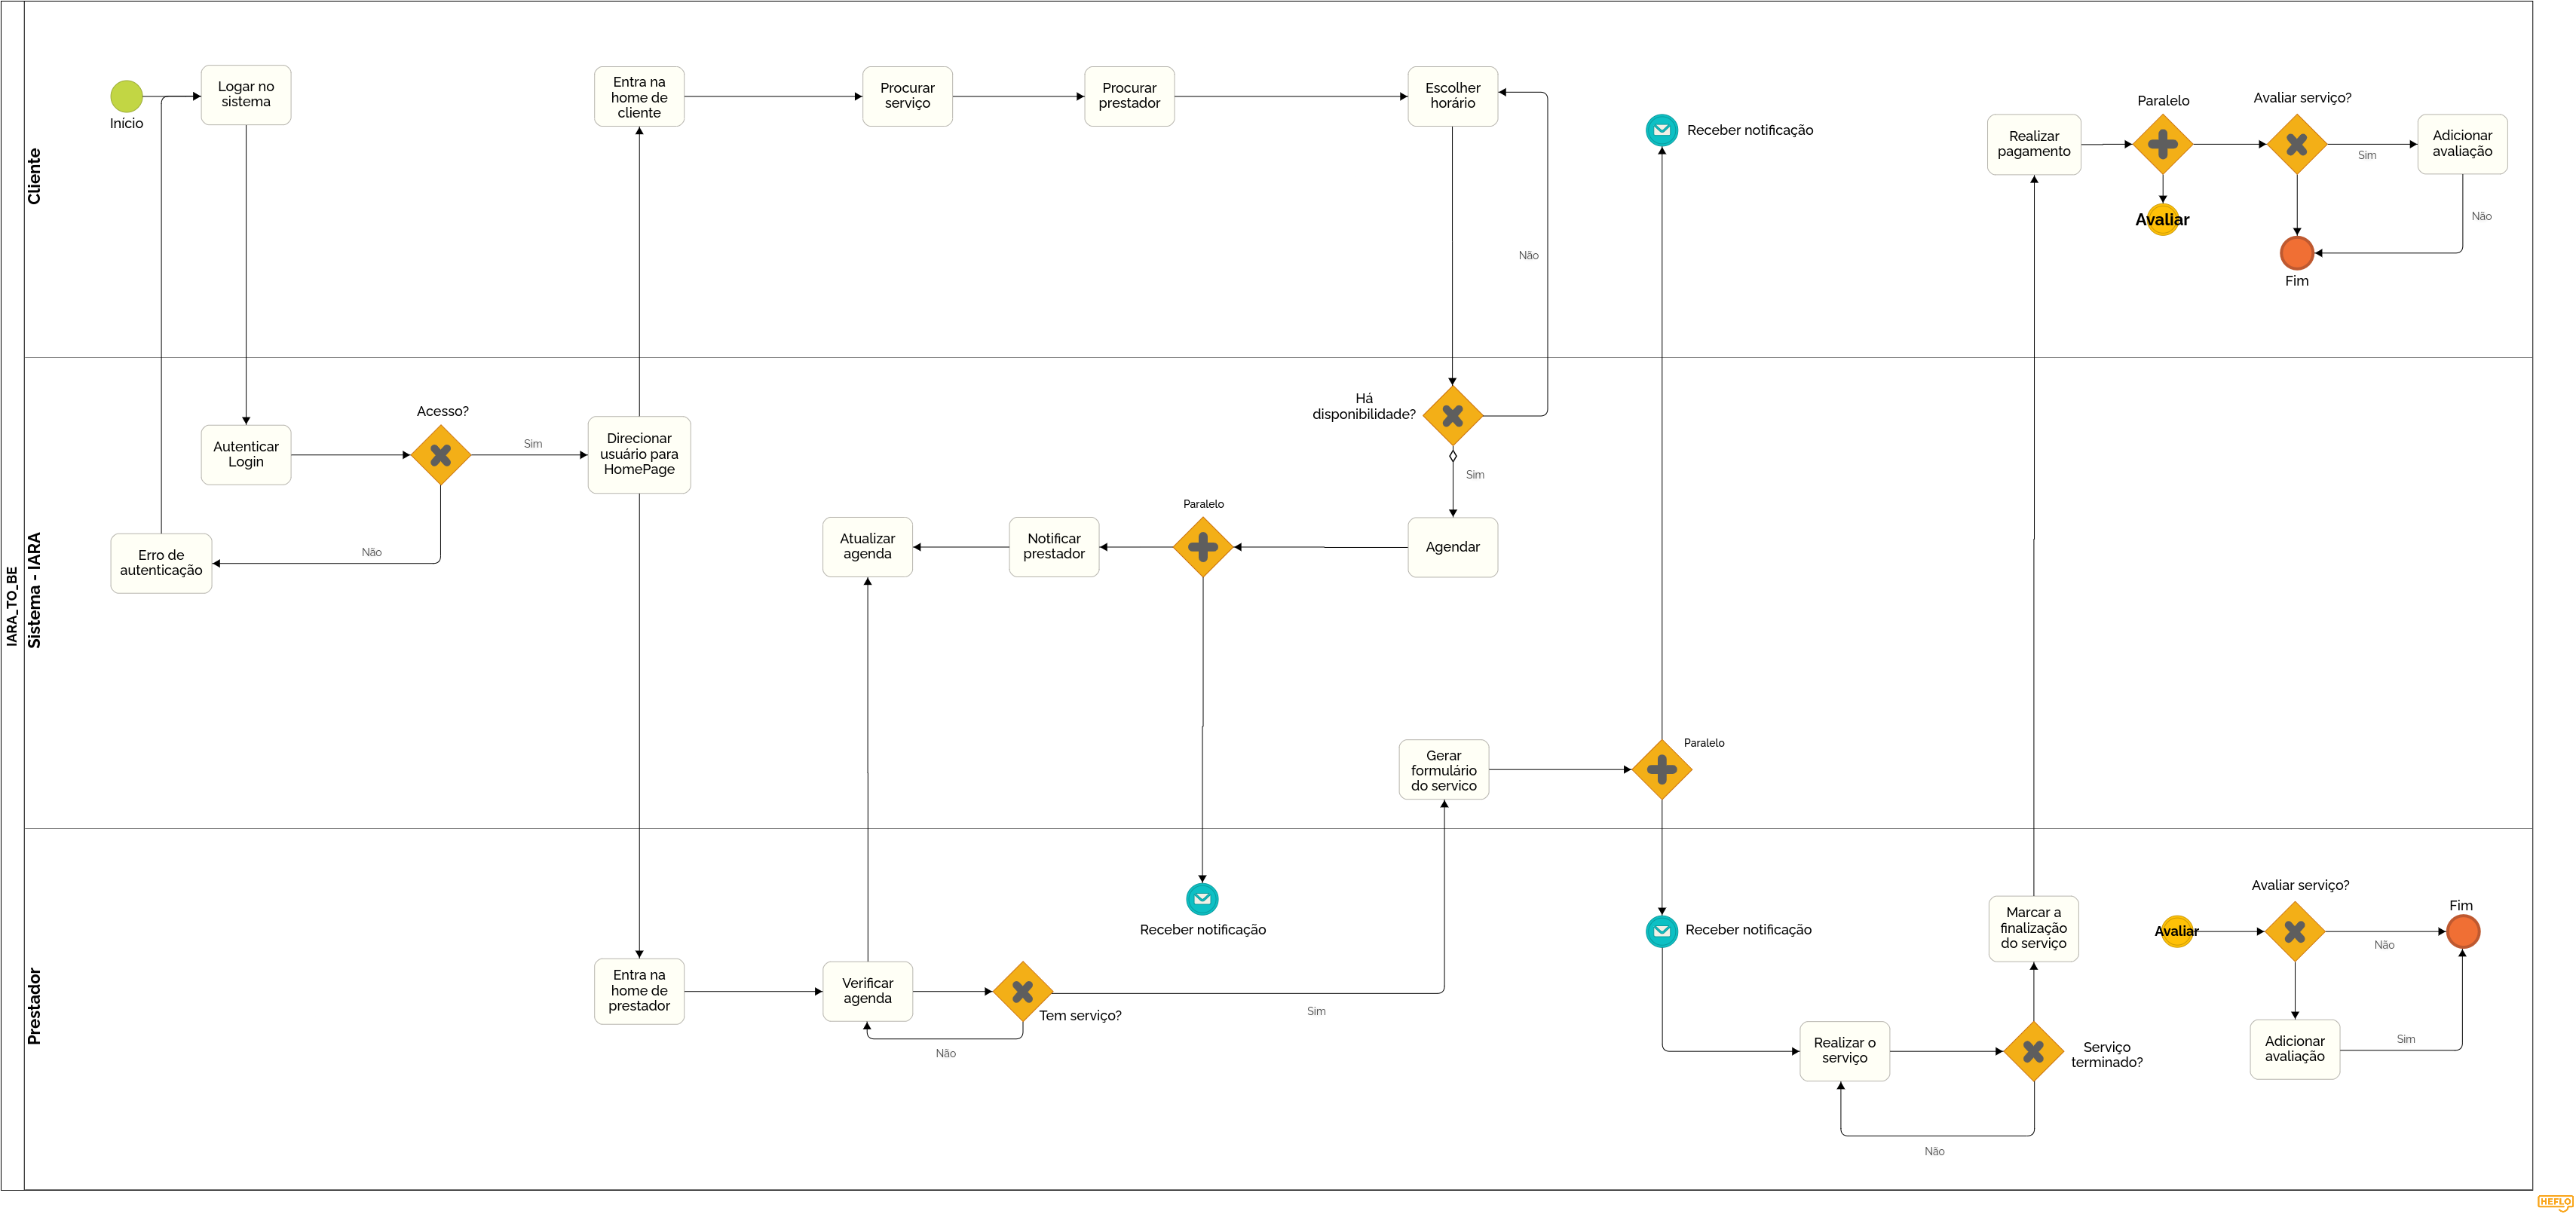 IARA_TO_BE
Cliente
Início
Logar no
sistema
Entra na
home de
cliente
Procurar
serviço
Procurar
prestador
Escolher
horário
Não
Receber notificação
Realizar
pagamento
Paralelo
Avaliar
Avaliar serviço?
Sim
Adicionar
avaliação
Não
Fim
Sistema - IARA
Autenticar
Login
Acesso?
Sim
Não
Erro de
autenticação
Direcionar
usuário para
HomePage
Há
disponibilidade?
Sim
Agendar
Paralelo
Notificar
prestador
Atualizar
agenda
Gerar
formulário
do servico
Paralelo
Prestador
Entra na
home de
prestador
Verificar
agenda
Tem serviço?
Não
Sim
Receber notificação
Receber notificação
Realizar o
serviço
Serviço
terminado?
Não
Marcar a
finalização
do serviço
Avaliar
Avaliar serviço?
Não
Adicionar
avaliação
Sim
Fim
HEFLO